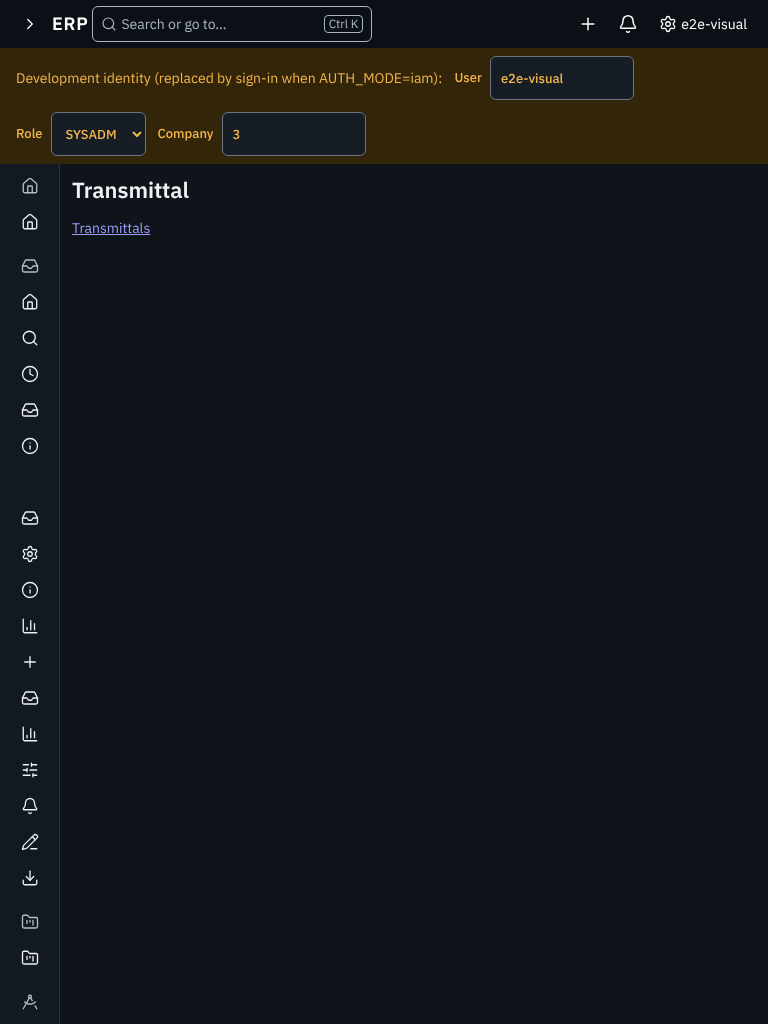 ERP Search or go to... Ctrl K e2e-visual
Development identity (replaced by sign-in when AUTH_MODE=iam): User e2e-visual
Role SYSADM Company 3
Transmittal
Transmittals